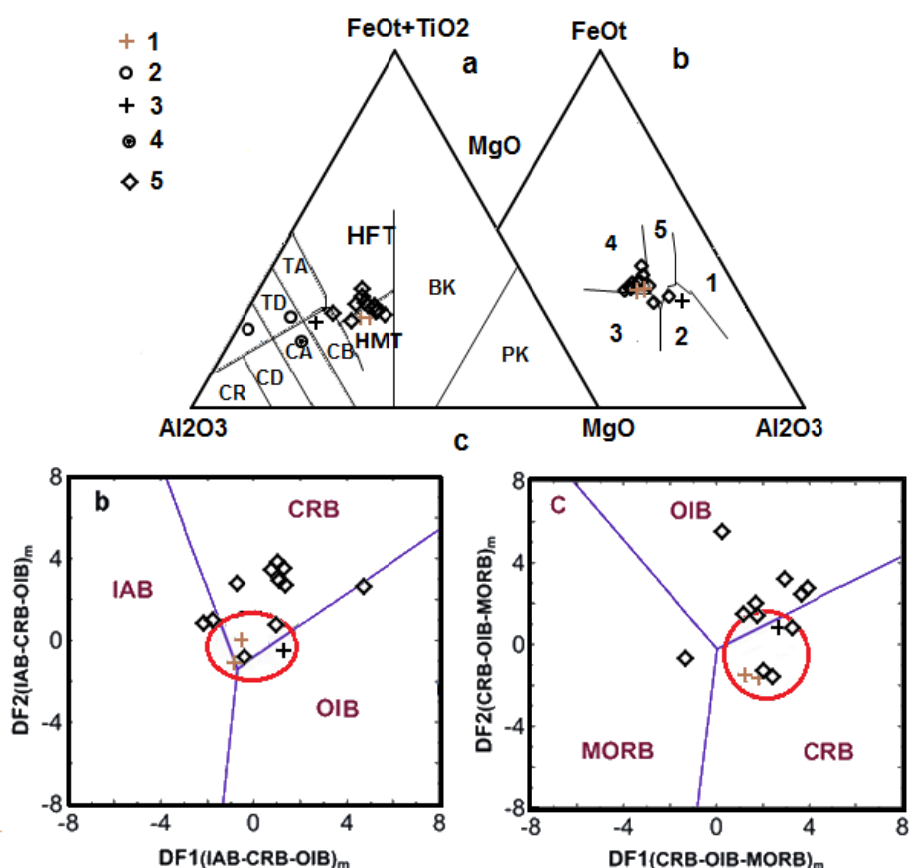 FeOt+TiO2
FeOt
1
2
3
4
5
a
b
MgO
HFT
TA
TD
BK
HMT
CA
CB
CD
CR
PK
4
5
1
3
2
Al2O3
MgO
Al2O3
c
8
4
0
-4
-8
DF2(IAB-CRB-OIB)m
b
CRB
IAB
OIB
-8
-4
0
4
8
DF1(IAB-CRB-OIB)m
8
4
0
-4
-8
DF2(CRB-OIB-MORB)m
C
OIB
MORB
CRB
-8
-4
0
4
8
DF1(CRB-OIB-MORB)m